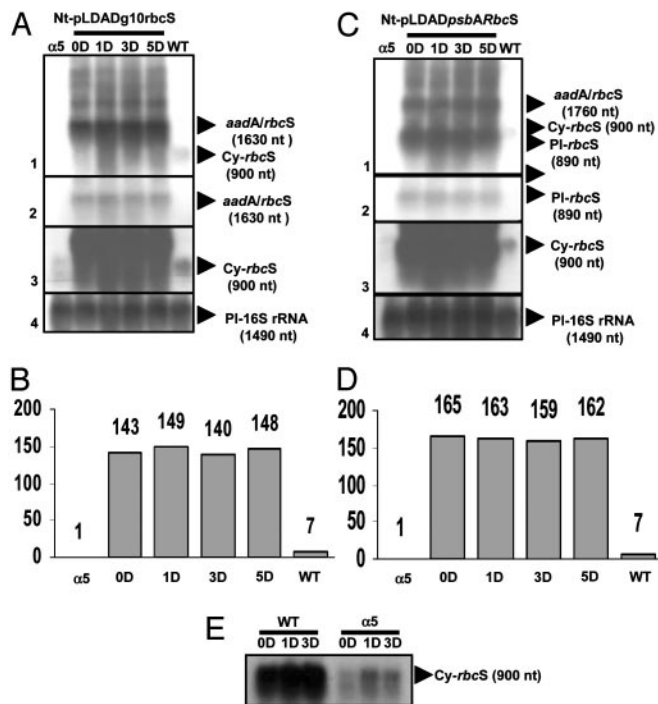 A
Nt-pLDADg10rbcS
α5 0D 1D 3D 5D WT
aadA/rbcS
(1630 nt )
Cy-rbcS
(900 nt)
1
aadA/rbcS
(1630 nt )
2
Cy-rbcS
(900 nt)
3
Pl-16S rRNA
(1490 nt)
4
C
Nt-pLDADpsbARbcS
α5 0D 1D 3D 5D WT
aadA/rbcS
(1760 nt)
Cy-rbcS (900 nt)
Pl-rbcS
(890 nt)
1
Pl-rbcS
(890 nt)
2
Cy-rbcS
(900 nt)
3
Pl-16S rRNA
(1490 nt)
4
B
200
150
100
50
0
1 143 149 140 148 7
α5 0D 1D 3D 5D WT
D
200
150
100
50
0
1 165 163 159 162 7
α5 0D 1D 3D 5D WT
E
WT α5
0D 1D 3D 0D 1D 3D
Cy-rbcS (900 nt)